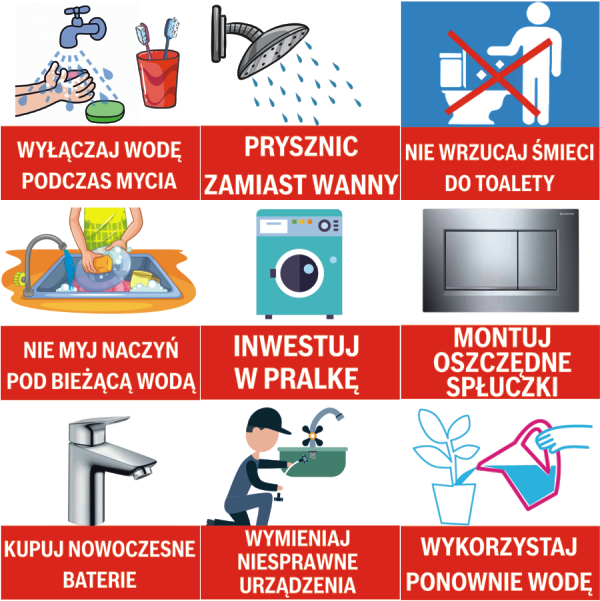 WYŁĄCZAJ WODĘ
PODCZAS MYCIA
PRYSZNIC
ZAMIAST WANNY
NIE WRZUCAJ ŚMIECI
DO TOALETY
NIE MYJ NACZYŃ
POD BIEŻĄCĄ WODĄ
INWESTUJ
W PRALKĘ
MONTUJ
OSZCZĘDNE
SPŁUCZKI
KUPUJ NOWOCZESNE
BATERIE
WYMIENIAJ
NIESPRAWNE
URZĄDZENIA
WYKORZYSTAJ
PONOWNIE WODĘ